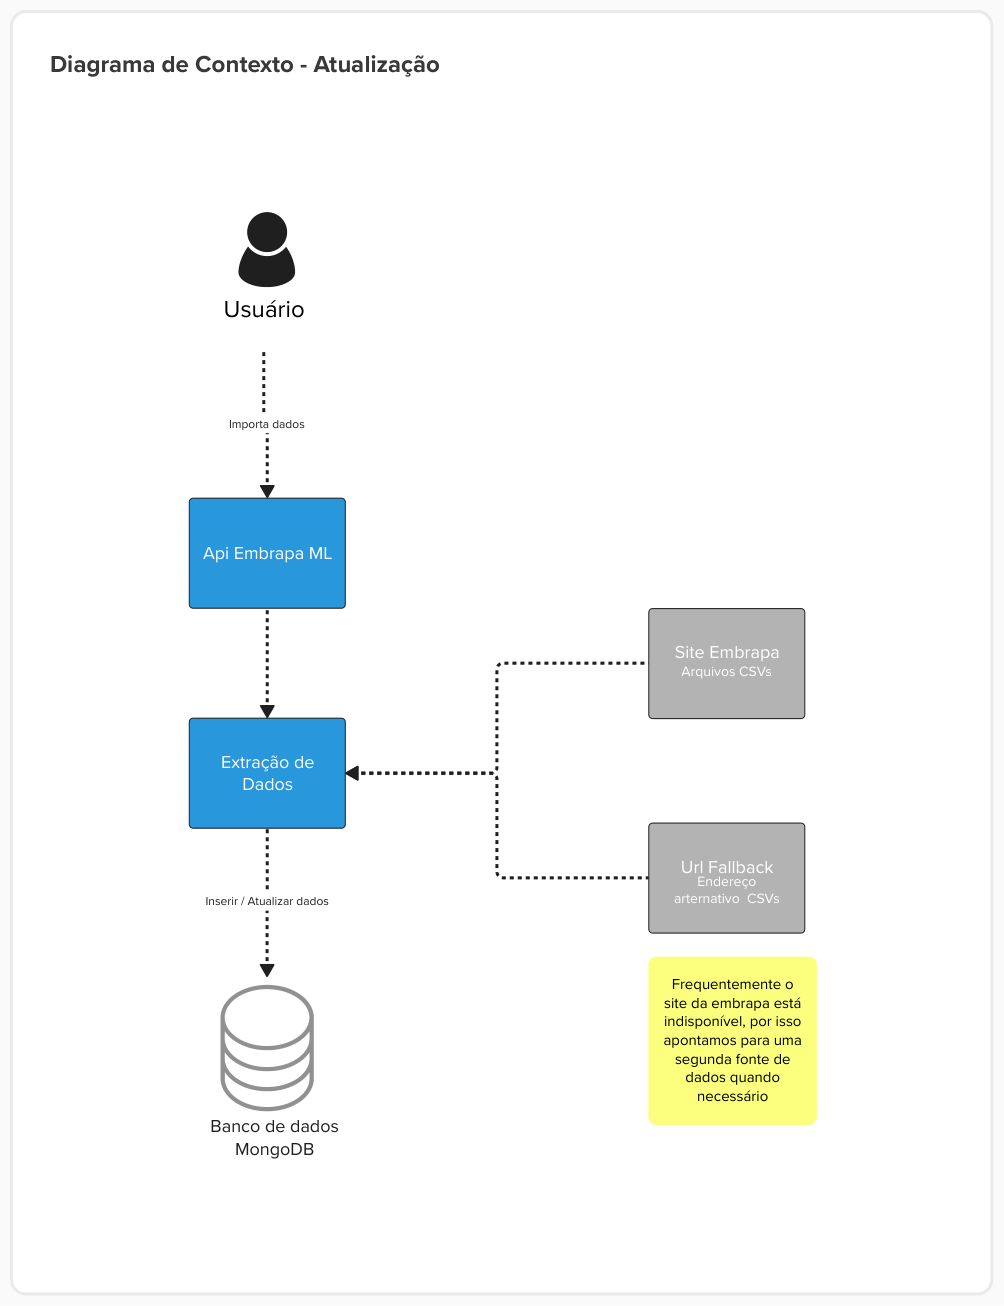 Diagrama de Contexto - Atualização
Usuário
Importa dados
Api Embrapa ML
Site Embrapa
Arquivos CSVs
Extração de
Dados
Url Fallback
Endereço
arternativo CSVs
Inserir / Atualizar dados
Frequentemente o
site da embrapa está
indisponível, por isso
apontamos para uma
segunda fonte de
dados quando
necessário
Banco de dados
MongoDB